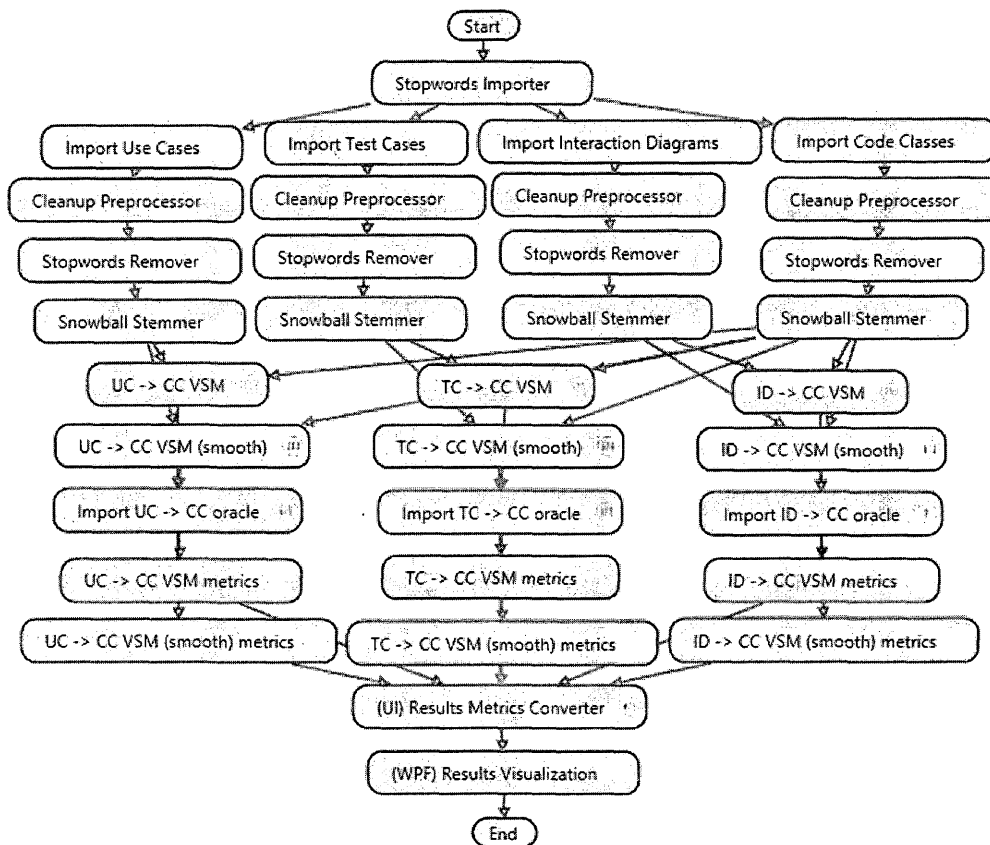 Start
Stopwords Importer
Import Use Cases
Import Test Cases
Import Interaction Diagrams
Import Code Classes
Cleanup Preprocessor
Cleanup Preprocessor
Cleanup Preprocessor
Cleanup Preprocessor
Stopwords Remover
Stopwords Remover
Stopwords Remover
Stopwords Remover
Snowball Stemmer
Snowball Stemmer
Snowball Stemmer
Snowball Stemmer
UC -> CC VSM
TC -> CC VSM
ID -> CC VSM
UC -> CC VSM (smooth)
TC -> CC VSM (smooth)
ID -> CC VSM (smooth)
Import UC -> CC oracle
Import TC -> CC oracle
Import ID -> CC oracle
UC -> CC VSM metrics
TC -> CC VSM metrics
ID -> CC VSM metrics
UC -> CC VSM (smooth) metrics
TC -> CC VSM (smooth) metrics
ID -> CC VSM (smooth) metrics
(UI) Results Metrics Converter
(WPF) Results Visualization
End